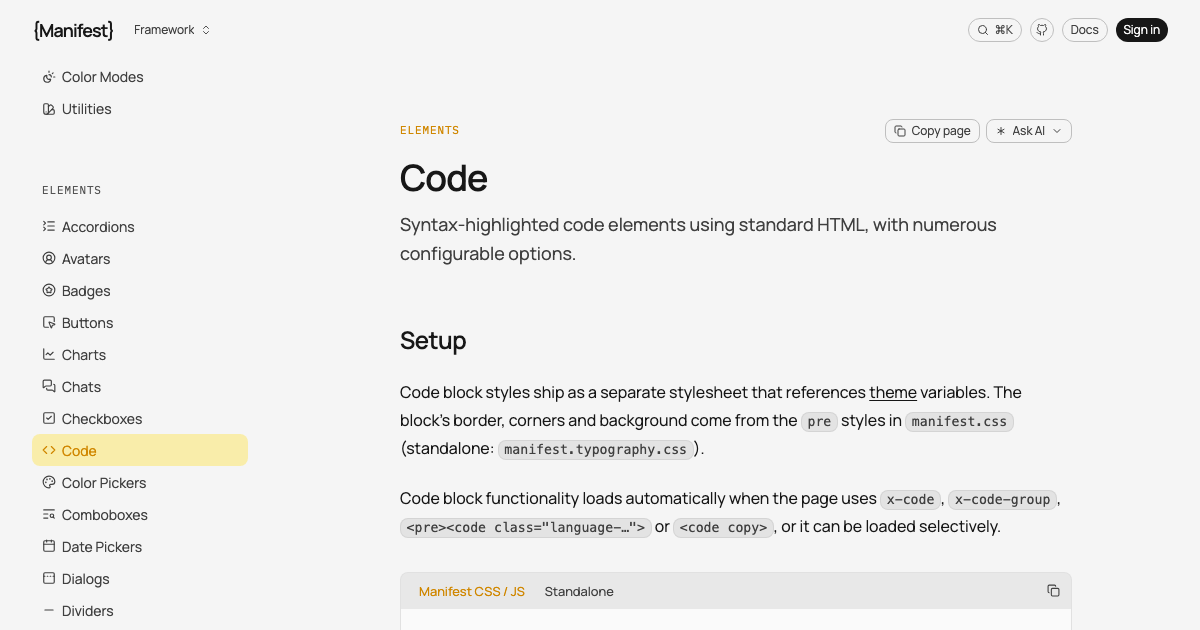 {Manifest}
Framework
⌘K
Docs
Sign in
Color Modes
Utilities
ELEMENTS
Accordions
Avatars
Badges
Buttons
Charts
Chats
Checkboxes
Code
Color Pickers
Comboboxes
Date Pickers
Dialogs
Dividers
ELEMENTS
Copy page
Ask AI
Code
Syntax-highlighted code elements using standard HTML, with numerous
configurable options.
Setup
Code block styles ship as a separate stylesheet that references theme variables. The
block's border, corners and background come from the pre styles in manifest.css
(standalone: manifest.typography.css).
Code block functionality loads automatically when the page uses x-code, x-code-group,
<pre><code class="language-…"> or <code copy>, or it can be loaded selectively.
Manifest CSS / JS
Standalone